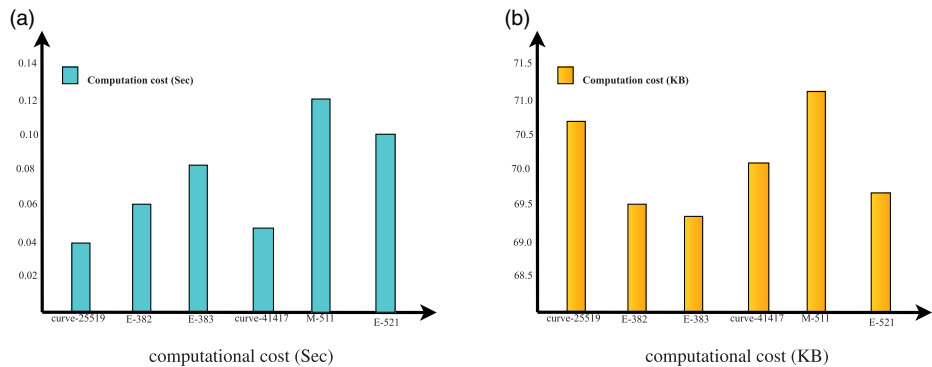 (a)
0.14
Computation cost (Sec)
0.12
0.10
0.08
0.06
0.04
0.02
curve-25519 E-382 E-383 curve-41417 M-511 E-521
computational cost (Sec)
(b)
71.5
Computation cost (KB)
71.0
70.5
70.0
69.5
69.0
68.5
curve-25519 E-382 E-383 curve-41417 M-511 E-521
computational cost (KB)